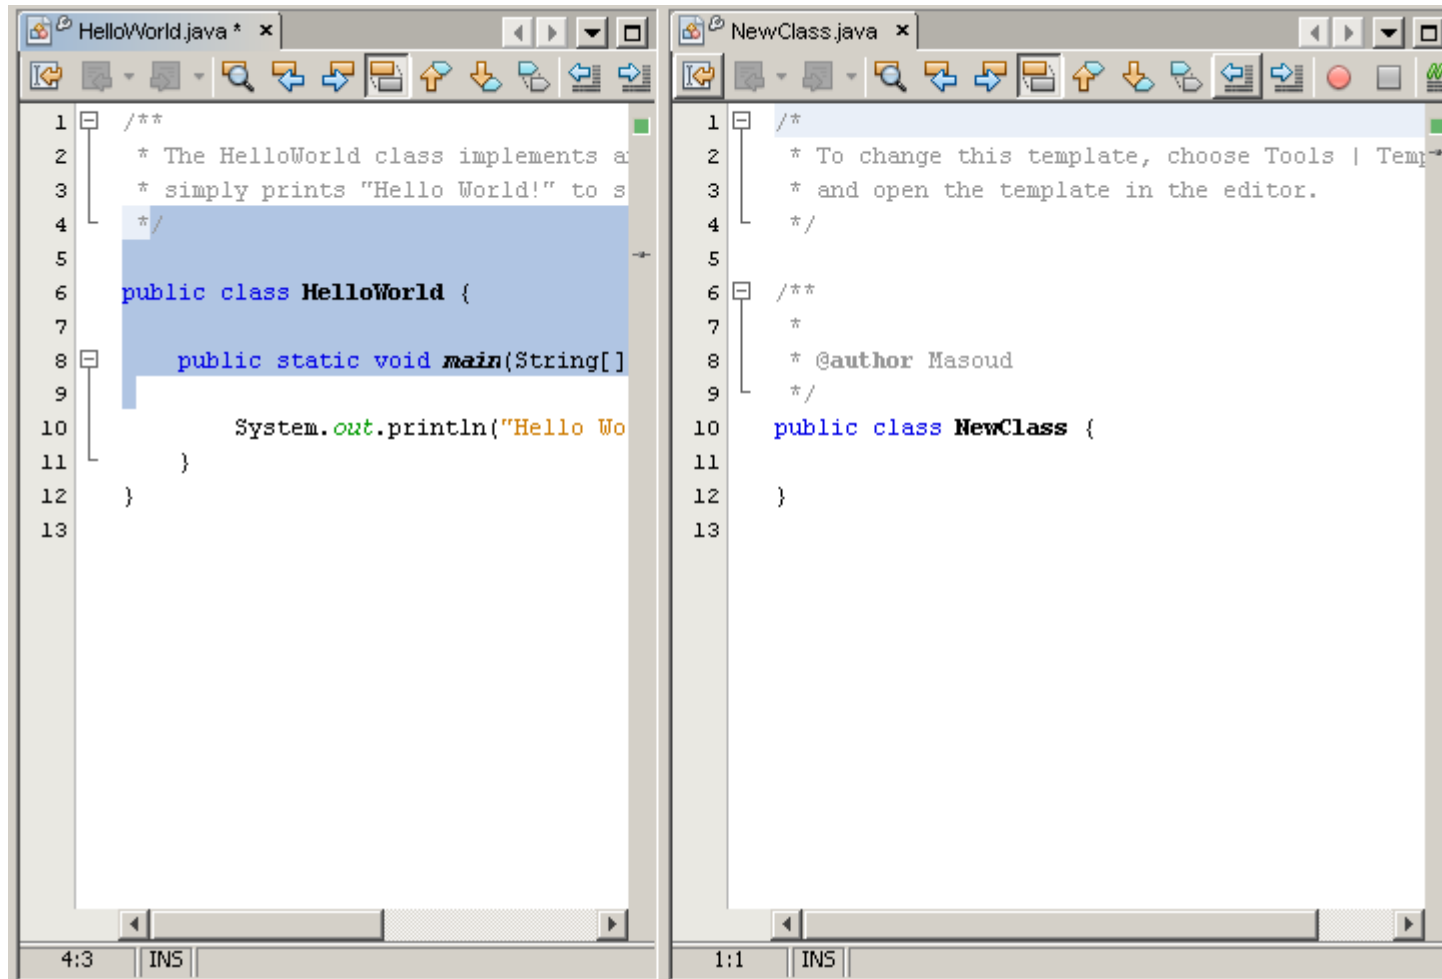 HelloWorld.java *
1 /**
2 * The HelloWorld class implements
3 * simply prints "Hello World!" to s
4 */
5
6 public class HelloWorld {
7
8 public static void main(String[]
9
10 System.out.println("Hello Wo
11 }
12 }
13
4:3 INS
NewClass.java
1 /*
2 * To change this template, choose Tools | Temp
3 * and open the template in the editor.
4 */
5
6 /**
7 *
8 * @author Masoud
9 */
10 public class NewClass {
11
12 }
13
1:1 INS